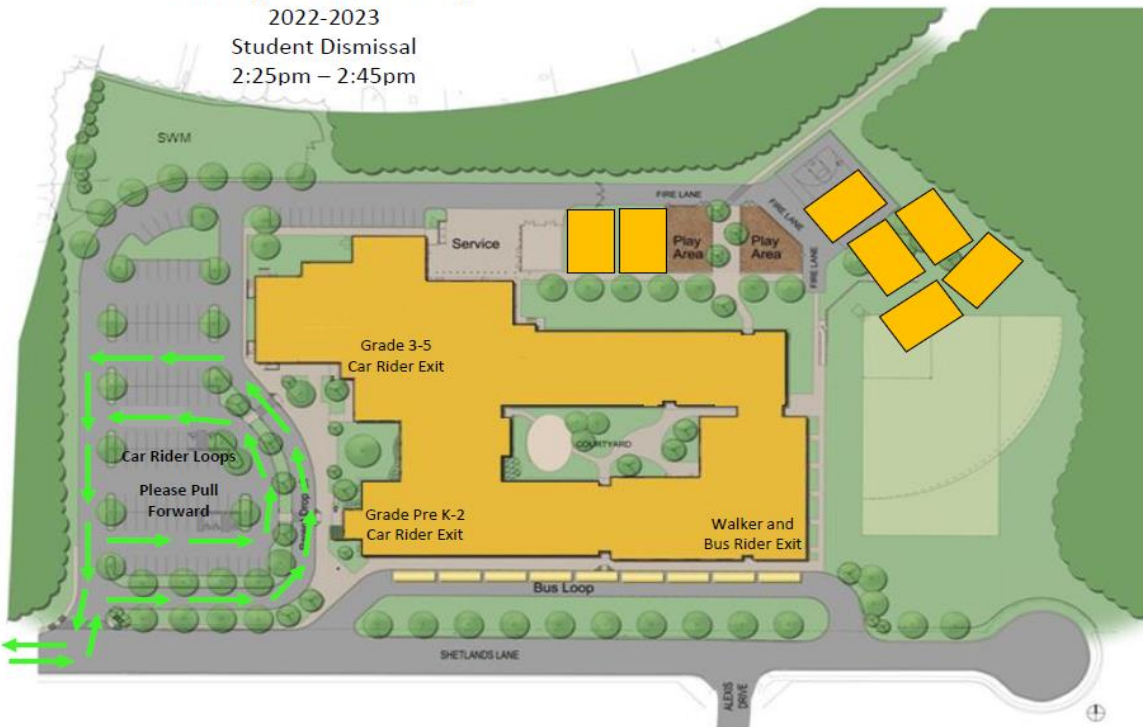 2022-2023
Student Dismissal
2:25pm – 2:45pm
SWM
FIRE LANE
FIRE LANE
FIRE LANE
Service
Play
Area
Play
Area
Grade 3-5
Car Rider Exit
COURTYARD
Car Rider Loops
Please Pull
Forward
Drop
Grade Pre K-2
Car Rider Exit
Walker and
Bus Rider Exit
Bus Loop
SHETLANDS LANE
ALEXIS
DRIVE